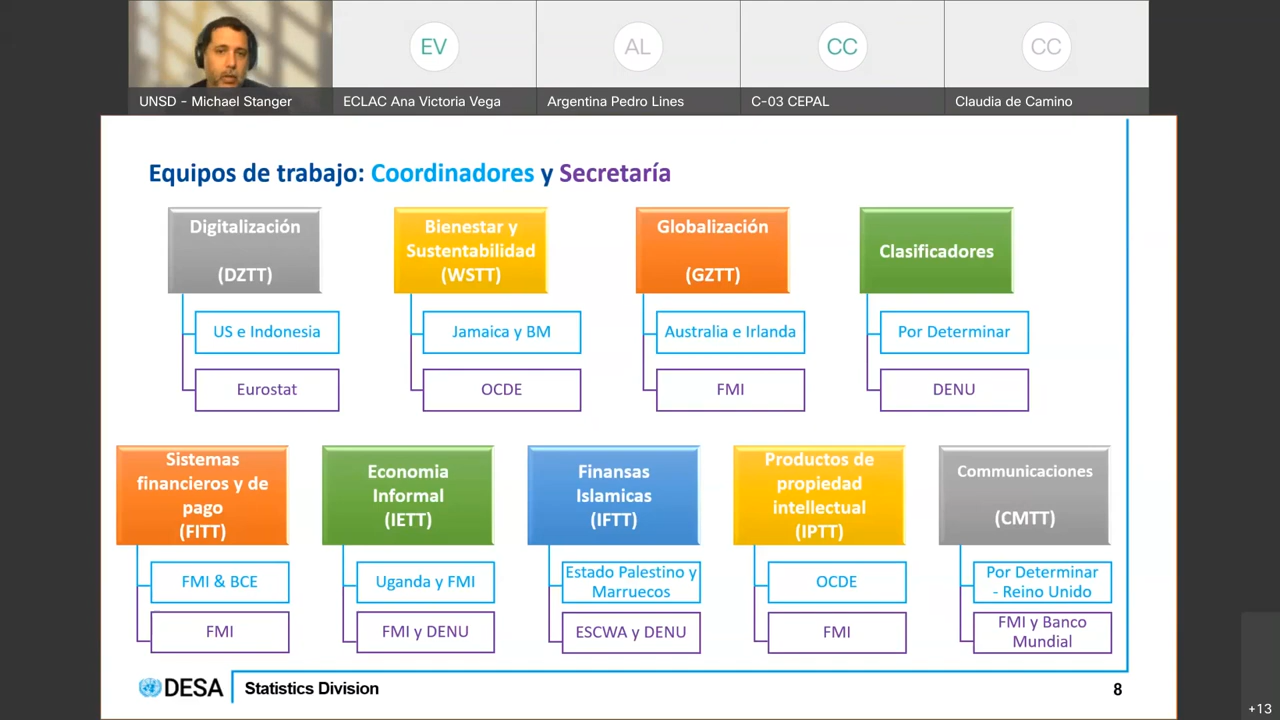 EV
AL
CC
CC
UNSD - Michael Stanger
ECLAC Ana Victoria Vega
Argentina Pedro Lines
C-03 CEPAL
Claudia de Camino
Equipos de trabajo: Coordinadores y Secretaría
Digitalización
(DZTT)
US e Indonesia
Eurostat
Bienestar y
Sustentabilidad
(WSTT)
Jamaica y BM
OCDE
Globalización
(GZTT)
Australia e Irlanda
FMI
Clasificadores
Por Determinar
DENU
Sistemas
financieros y de
pago
(FITT)
FMI & BCE
FMI
Economia
Informal
(IETT)
Uganda y FMI
FMI y DENU
Finansas
Islamicas
(IFTT)
Estado Palestino y
Marruecos
ESCWA y DENU
Productos de
propiedad
intellectual
(IPTT)
OCDE
FMI
Communicaciones
(CMTT)
Por Determinar
- Reino Unido
FMI y Banco
Mundial
DESA
Statistics Division
8
+13